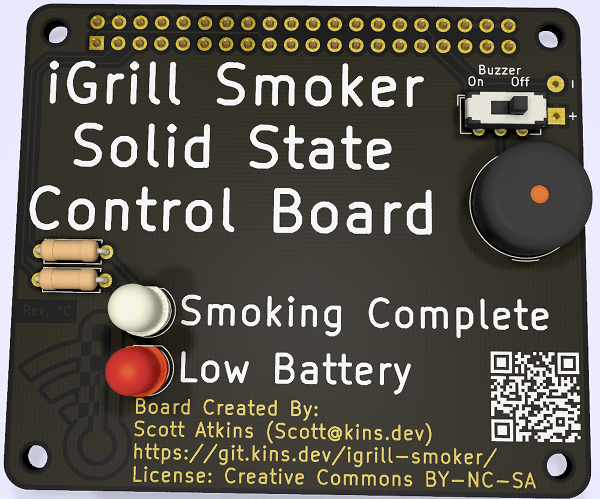 Buzzer
On Off
-
+
iGrill Smoker
Solid State
Control Board
Rev. *C
Smoking Complete
Low Battery
Board Created By:
Scott Atkins (Scott@kins.dev)
https://git.kins.dev/igrill-smoker/
License: Creative Commons BY-NC-SA